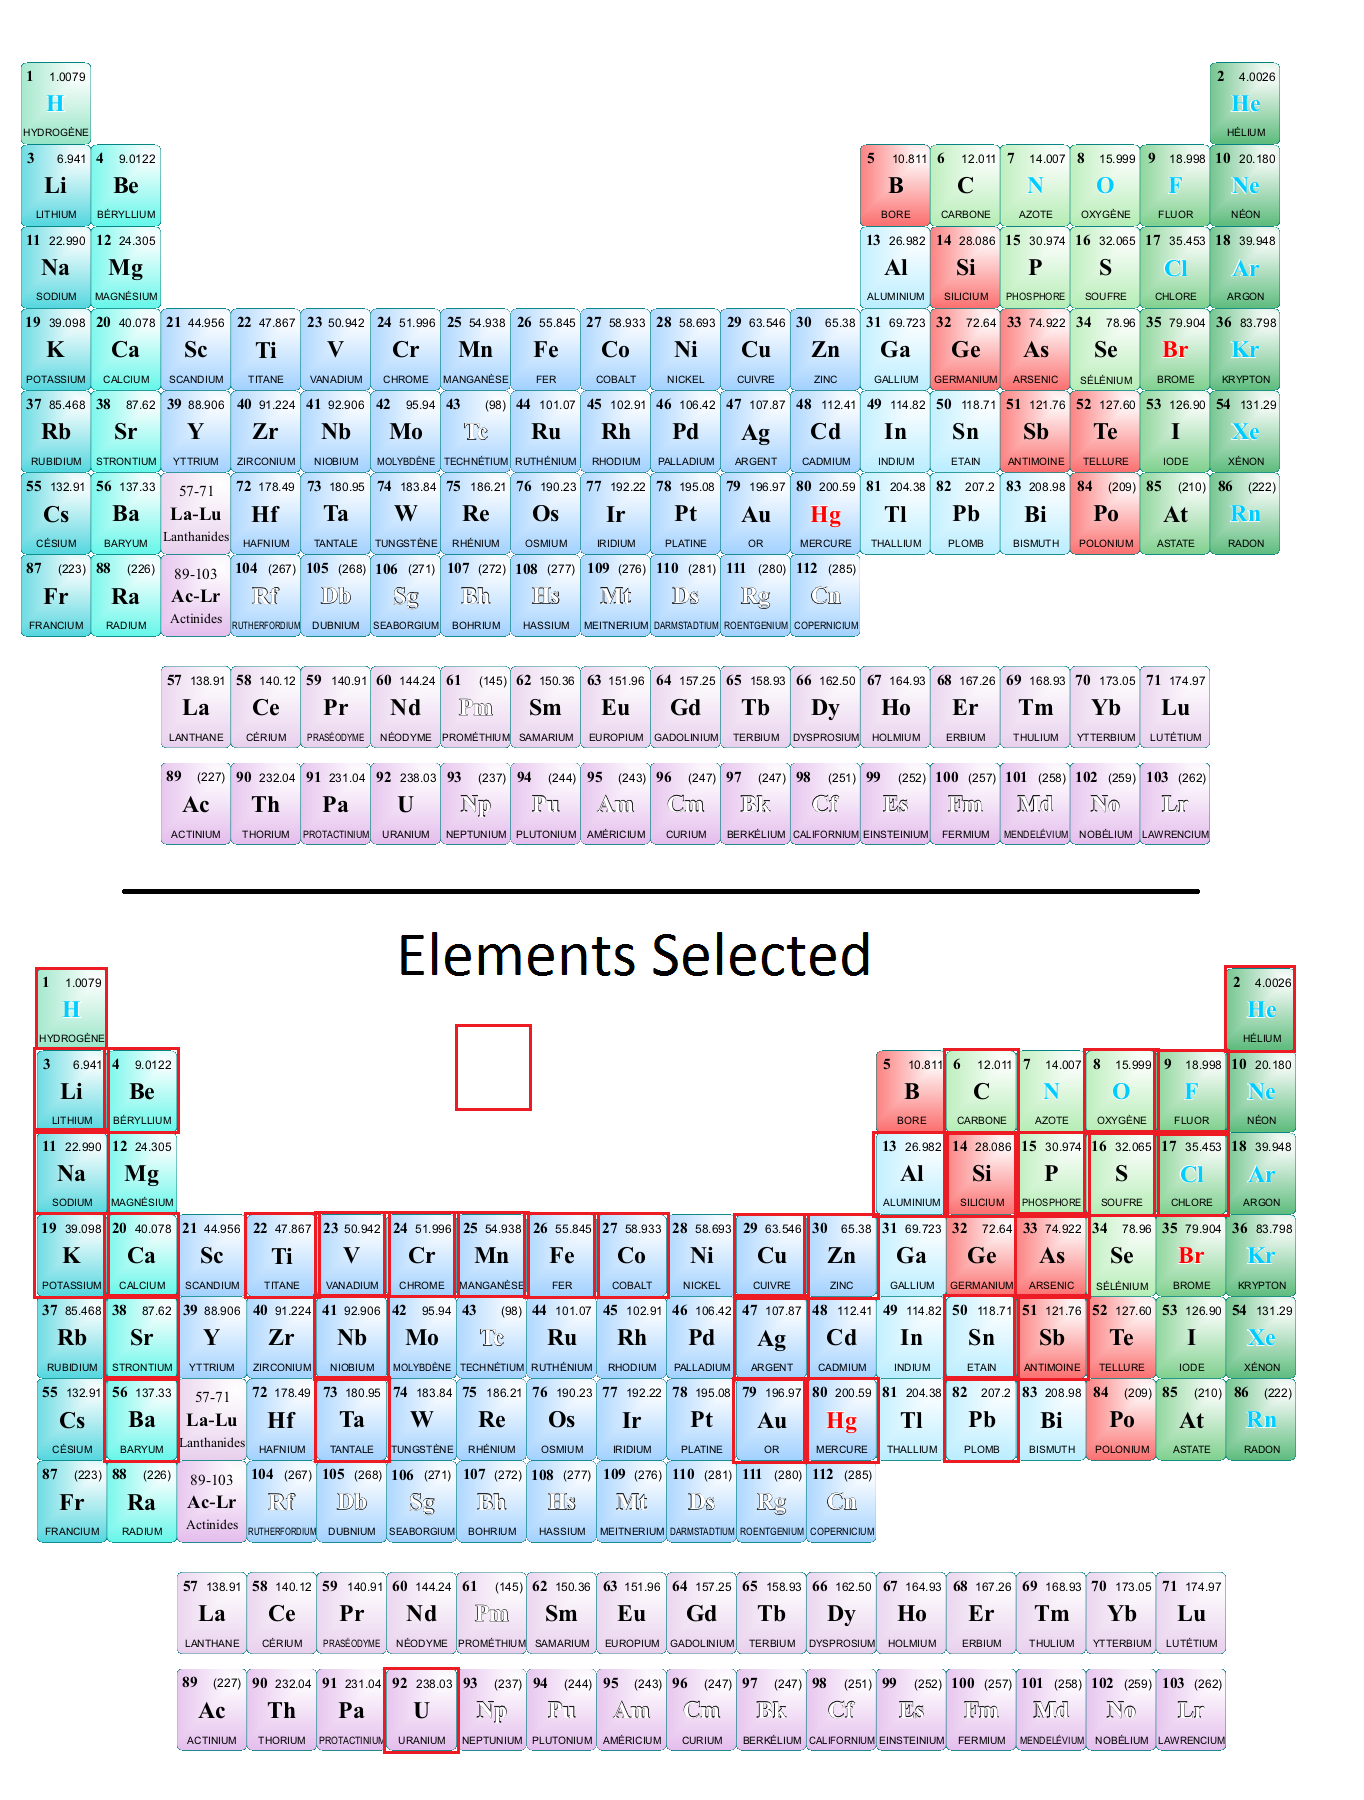 1 1.0079 2 4.0026
H He
HYDROGÈNE HÉLIUM
3 6.941 4 9.0122 5 10.811 6 12.011 7 14.007 8 15.999 9 18.998 10 20.180
Li Be B C N O F Ne
LITHIUM BÉRYLLIUM BORE CARBONE AZOTE OXYGÈNE FLUOR NÉON
11 22.990 12 24.305 13 26.982 14 28.086 15 30.974 16 32.065 17 35.453 18 39.948
Na Mg Al Si P S Cl Ar
SODIUM MAGNÉSIUM ALUMINIUM SILICIUM PHOSPHORE SOUFRE CHLORE ARGON
19 39.098 20 40.078 21 44.956 22 47.867 23 50.942 24 51.996 25 54.938 26 55.845 27 58.933 28 58.693 29 63.546 30 65.38 31 69.723 32 72.64 33 74.922 34 78.96 35 79.904 36 83.798
K Ca Sc Ti V Cr Mn Fe Co Ni Cu Zn Ga Ge As Se Br Kr
POTASSIUM CALCIUM SCANDIUM TITANE VANADIUM CHROME MANGANÈSE FER COBALT NICKEL CUIVRE ZINC GALLIUM GERMANIUM ARSENIC SÉLÉNIUM BROME KRYPTON
37 85.468 38 87.62 39 88.906 40 91.224 41 92.906 42 95.94 43 (98) 44 101.07 45 102.91 46 106.42 47 107.87 48 112.41 49 114.82 50 118.71 51 121.76 52 127.60 53 126.90 54 131.29
Rb Sr Y Zr Nb Mo Tc Ru Rh Pd Ag Cd In Sn Sb Te I Xe
RUBIDIUM STRONTIUM YTTRIUM ZIRCONIUM NIOBIUM MOLYBDÈNE TECHNÉTIUM RUTHÉNIUM RHODIUM PALLADIUM ARGENT CADMIUM INDIUM ETAIN ANTIMOINE TELLURE IODE XÉNON
55 132.91 56 137.33 57-71 72 178.49 73 180.95 74 183.84 75 186.21 76 190.23 77 192.22 78 195.08 79 196.97 80 200.59 81 204.38 82 207.2 83 208.98 84 (209) 85 (210) 86 (222)
Cs Ba La-Lu Hf Ta W Re Os Ir Pt Au Hg Tl Pb Bi Po At Rn
CÉSIUM BARYUM Lanthanides HAFNIUM TANTALE TUNGSTÈNE RHÉNIUM OSMIUM IRIDIUM PLATINE OR MERCURE THALLIUM PLOMB BISMUTH POLONIUM ASTATE RADON
87 (223) 88 (226) 89-103 104 (267) 105 (268) 106 (271) 107 (272) 108 (277) 109 (276) 110 (281) 111 (280) 112 (285)
Fr Ra Ac-Lr Rf Db Sg Bh Hs Mt Ds Rg Cn
FRANCIUM RADIUM Actinides RUTHERFORDIUM DUBNIUM SEABORGIUM BOHRIUM HASSIUM MEITNERIUM DARMSTADTIUM ROENTGENIUM COPERNICIUM
57 138.91 58 140.12 59 140.91 60 144.24 61 (145) 62 150.36 63 151.96 64 157.25 65 158.93 66 162.50 67 164.93 68 167.26 69 168.93 70 173.05 71 174.97
La Ce Pr Nd Pm Sm Eu Gd Tb Dy Ho Er Tm Yb Lu
LANTHANE CÉRIUM PRASÉODYME NÉODYME PROMÉTHIUM SAMARIUM EUROPIUM GADOLINIUM TERBIUM DYSPROSIUM HOLMIUM ERBIUM THULIUM YTTERBIUM LUTÉTIUM
89 (227) 90 232.04 91 231.04 92 238.03 93 (237) 94 (244) 95 (243) 96 (247) 97 (247) 98 (251) 99 (252) 100 (257) 101 (258) 102 (259) 103 (262)
Ac Th Pa U Np Pu Am Cm Bk Cf Es Fm Md No Lr
ACTINIUM THORIUM PROTACTINIUM URANIUM NEPTUNIUM PLUTONIUM AMÉRICIUM CURIUM BERKÉLIUM CALIFORNIUM EINSTEINIUM FERMIUM MENDELÉVIUM NOBÉLIUM LAWRENCIUM
Elements Selected
1 1.0079 2 4.0026
H He
HYDROGÈNE HÉLIUM
3 6.941 4 9.0122 5 10.811 6 12.011 7 14.007 8 15.999 9 18.998 10 20.180
Li Be B C N O F Ne
LITHIUM BÉRYLLIUM BORE CARBONE AZOTE OXYGÈNE FLUOR NÉON
11 22.990 12 24.305 13 26.982 14 28.086 15 30.974 16 32.065 17 35.453 18 39.948
Na Mg Al Si P S Cl Ar
SODIUM MAGNÉSIUM ALUMINIUM SILICIUM PHOSPHORE SOUFRE CHLORE ARGON
19 39.098 20 40.078 21 44.956 22 47.867 23 50.942 24 51.996 25 54.938 26 55.845 27 58.933 28 58.693 29 63.546 30 65.38 31 69.723 32 72.64 33 74.922 34 78.96 35 79.904 36 83.798
K Ca Sc Ti V Cr Mn Fe Co Ni Cu Zn Ga Ge As Se Br Kr
POTASSIUM CALCIUM SCANDIUM TITANE VANADIUM CHROME MANGANÈSE FER COBALT NICKEL CUIVRE ZINC GALLIUM GERMANIUM ARSENIC SÉLÉNIUM BROME KRYPTON
37 85.468 38 87.62 39 88.906 40 91.224 41 92.906 42 95.94 43 (98) 44 101.07 45 102.91 46 106.42 47 107.87 48 112.41 49 114.82 50 118.71 51 121.76 52 127.60 53 126.90 54 131.29
Rb Sr Y Zr Nb Mo Tc Ru Rh Pd Ag Cd In Sn Sb Te I Xe
RUBIDIUM STRONTIUM YTTRIUM ZIRCONIUM NIOBIUM MOLYBDÈNE TECHNÉTIUM RUTHÉNIUM RHODIUM PALLADIUM ARGENT CADMIUM INDIUM ETAIN ANTIMOINE TELLURE IODE XÉNON
55 132.91 56 137.33 57-71 72 178.49 73 180.95 74 183.84 75 186.21 76 190.23 77 192.22 78 195.08 79 196.97 80 200.59 81 204.38 82 207.2 83 208.98 84 (209) 85 (210) 86 (222)
Cs Ba La-Lu Hf Ta W Re Os Ir Pt Au Hg Tl Pb Bi Po At Rn
CÉSIUM BARYUM Lanthanides HAFNIUM TANTALE TUNGSTÈNE RHÉNIUM OSMIUM IRIDIUM PLATINE OR MERCURE THALLIUM PLOMB BISMUTH POLONIUM ASTATE RADON
87 (223) 88 (226) 89-103 104 (267) 105 (268) 106 (271) 107 (272) 108 (277) 109 (276) 110 (281) 111 (280) 112 (285)
Fr Ra Ac-Lr Rf Db Sg Bh Hs Mt Ds Rg Cn
FRANCIUM RADIUM Actinides RUTHERFORDIUM DUBNIUM SEABORGIUM BOHRIUM HASSIUM MEITNERIUM DARMSTADTIUM ROENTGENIUM COPERNICIUM
57 138.91 58 140.12 59 140.91 60 144.24 61 (145) 62 150.36 63 151.96 64 157.25 65 158.93 66 162.50 67 164.93 68 167.26 69 168.93 70 173.05 71 174.97
La Ce Pr Nd Pm Sm Eu Gd Tb Dy Ho Er Tm Yb Lu
LANTHANE CÉRIUM PRASÉODYME NÉODYME PROMÉTHIUM SAMARIUM EUROPIUM GADOLINIUM TERBIUM DYSPROSIUM HOLMIUM ERBIUM THULIUM YTTERBIUM LUTÉTIUM
89 (227) 90 232.04 91 231.04 92 238.03 93 (237) 94 (244) 95 (243) 96 (247) 97 (247) 98 (251) 99 (252) 100 (257) 101 (258) 102 (259) 103 (262)
Ac Th Pa U Np Pu Am Cm Bk Cf Es Fm Md No Lr
ACTINIUM THORIUM PROTACTINIUM URANIUM NEPTUNIUM PLUTONIUM AMÉRICIUM CURIUM BERKÉLIUM CALIFORNIUM EINSTEINIUM FERMIUM MENDELÉVIUM NOBÉLIUM LAWRENCIUM